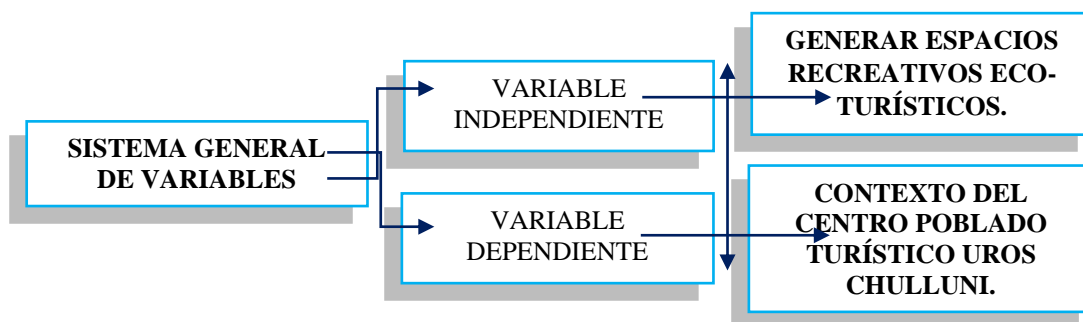 SISTEMA GENERAL
DE VARIABLES
VARIABLE
INDEPENDIENTE
GENERAR ESPACIOS
RECREATIVOS ECO-
TURÍSTICOS.
VARIABLE
DEPENDIENTE
CONTEXTO DEL
CENTRO POBLADO
TURÍSTICO UROS
CHULLUNI.